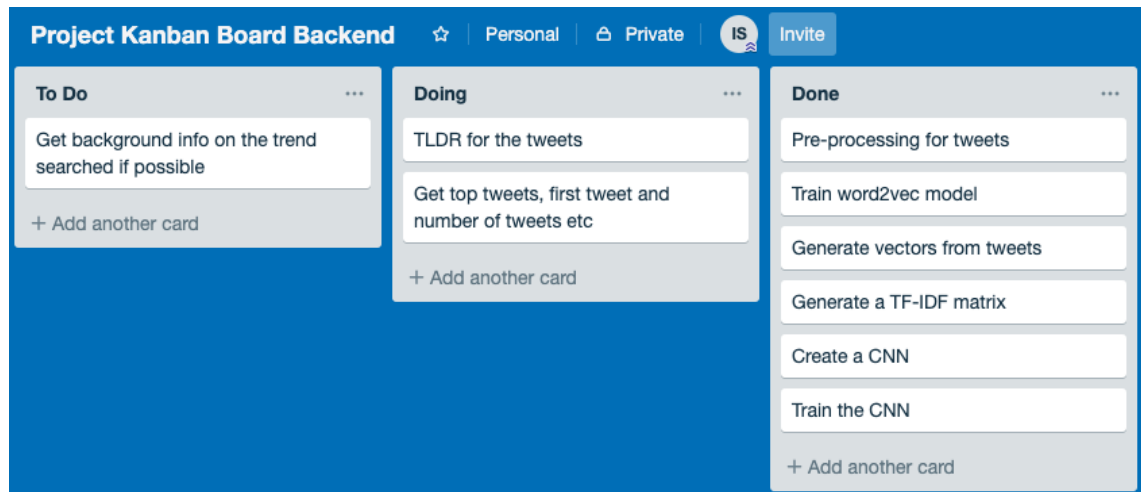 Project Kanban Board Backend
Personal
Private
IS
Invite
To Do
Get background info on the trend
searched if possible
+ Add another card
Doing
TLDR for the tweets
Get top tweets, first tweet and
number of tweets etc
+ Add another card
Done
Pre-processing for tweets
Train word2vec model
Generate vectors from tweets
Generate a TF-IDF matrix
Create a CNN
Train the CNN
+ Add another card